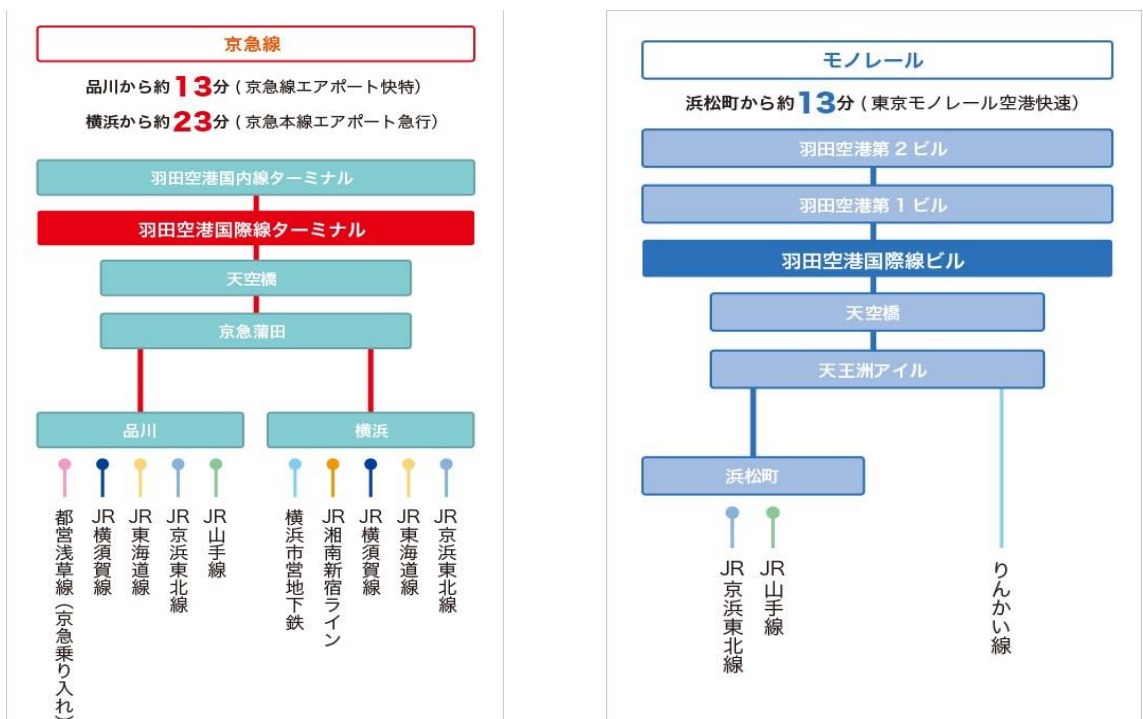 京急線
品川から約13分(京急線エアポート快特)
横浜から約23分(京急本線エアポート急行)
羽田空港国内線ターミナル
羽田空港国際線ターミナル
天空橋
京急蒲田
品川
横浜
都営浅草線(京急乗り入れ)
JR横須賀線
JR東海道線
JR京浜東北線
JR山手線
横浜市営地下鉄
JR湘南新宿ライン
JR横須賀線
JR東海道線
JR京浜東北線
モノレール
浜松町から約13分(東京モノレール空港快速)
羽田空港第2ビル
羽田空港第1ビル
羽田空港国際線ビル
天空橋
天王洲アイル
浜松町
JR京浜東北線
JR山手線
りんかい線